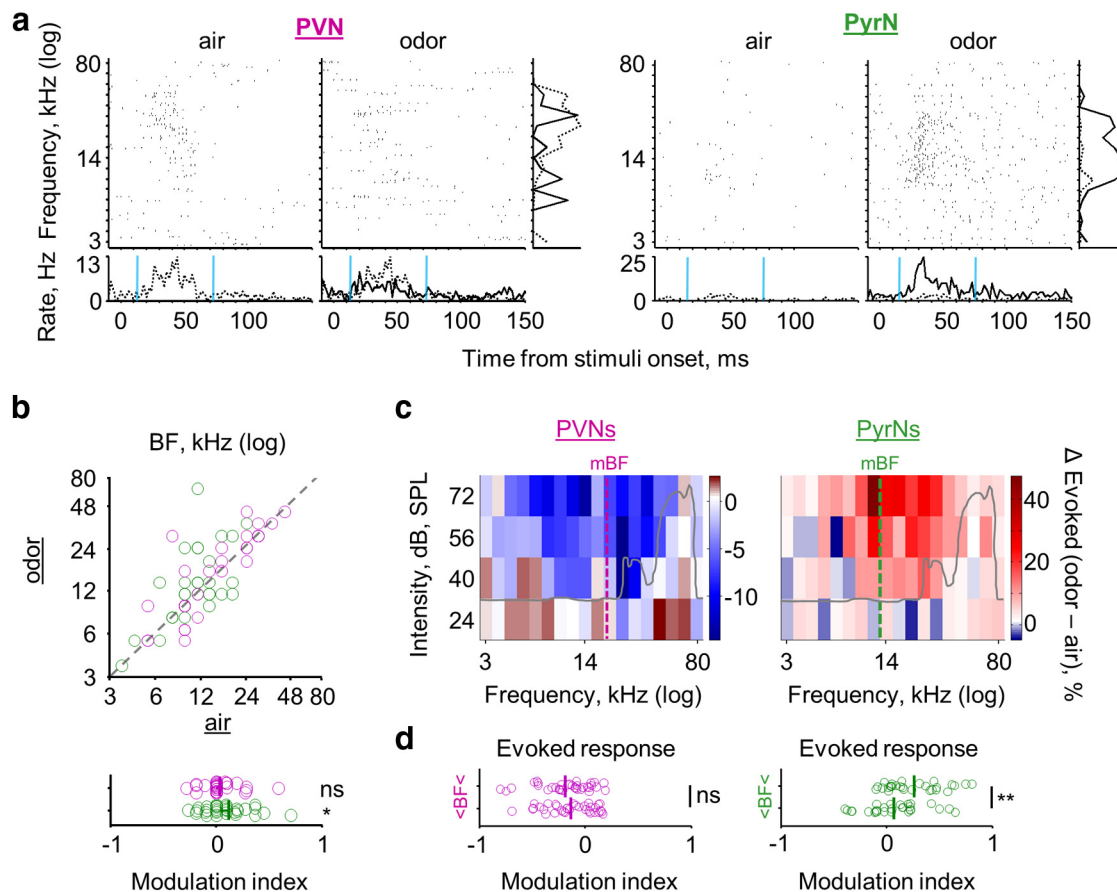 a
PVN
PyrN
air
odor
air
odor
Frequency, kHz (log)
80
14
3
80
14
3
Rate, Hz
13
0
25
0
0
50
100
0
50
100
150
0
50
100
0
50
100
150
Time from stimuli onset, ms
b
BF, kHz (log)
odor
80
48
24
12
6
3
3
6
12
24
48
80
air
ns
*
-1
0
1
Modulation index
c
PVNs
PyrNs
mBF
mBF
Intensity, dB, SPL
72
56
40
24
0
-5
-10
40
20
0
Δ Evoked (odor – air), %
3
14
80
3
14
80
Frequency, kHz (log)
Frequency, kHz (log)
d
Evoked response
Evoked response
<BF<
ns
<BF<
**
-1
0
1
-1
0
1
Modulation index
Modulation index